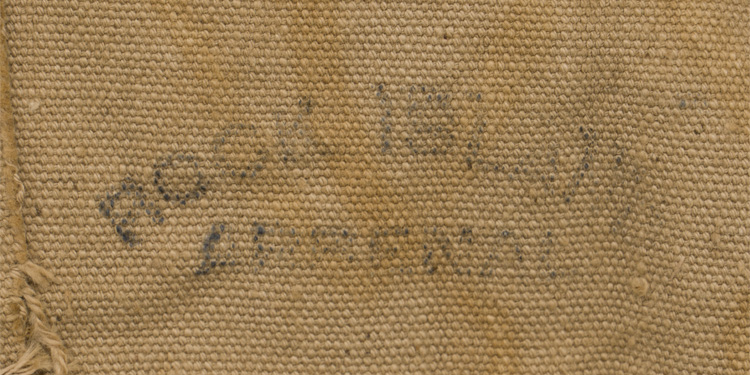 ROCK ISLAND
ARSENAL